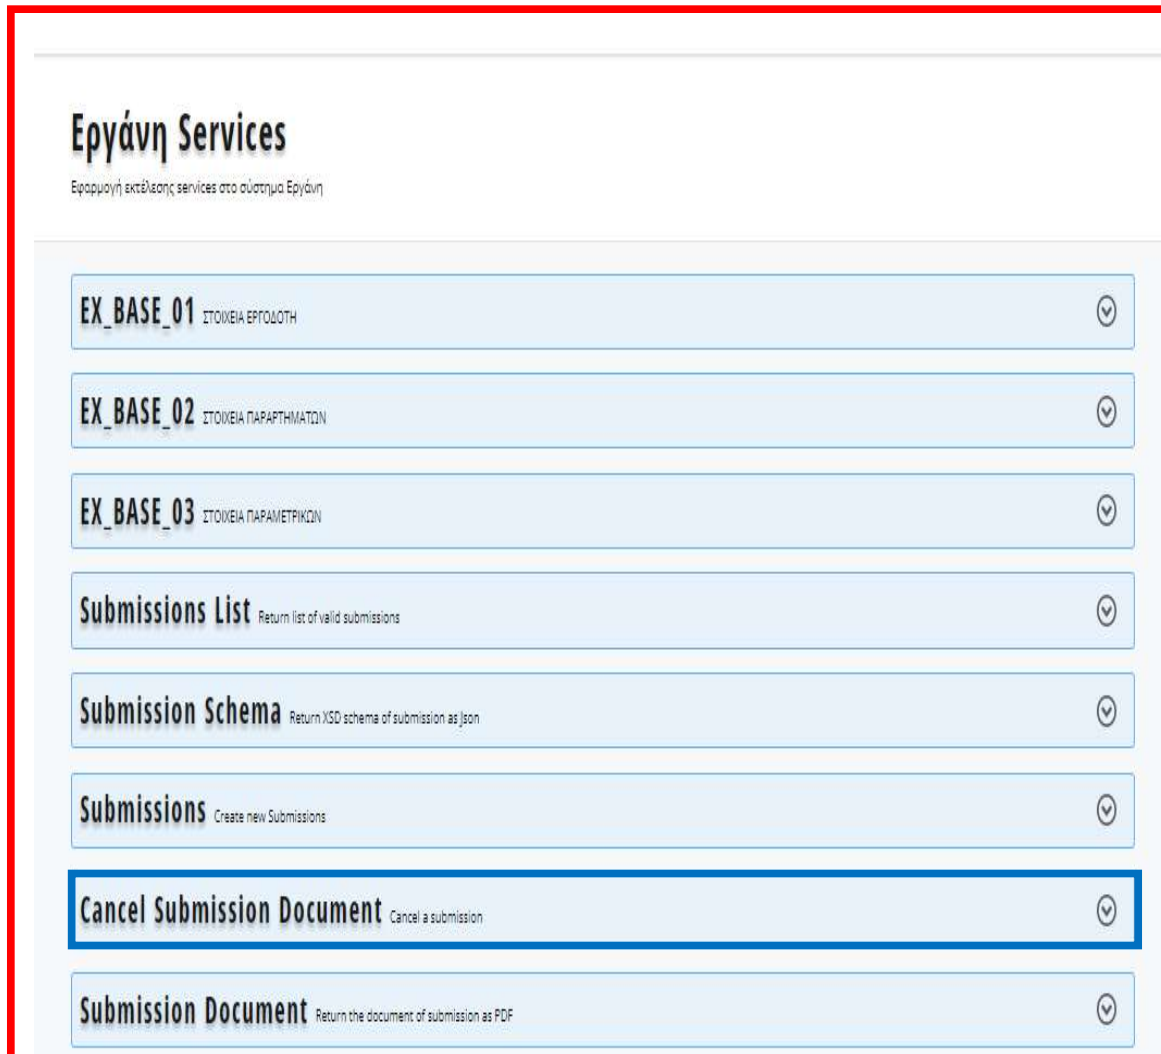 Εργάνη Services
Εφαρμογή εκτέλεσης services στο σύστημα Εργάνη
EX_BASE_01 ΣΤΟΙΧΕΙΑ ΕΡΓΟΔΟΤΗ
EX_BASE_02 ΣΤΟΙΧΕΙΑ ΠΑΡΑΡΤΗΜΑΤΩΝ
EX_BASE_03 ΣΤΟΙΧΕΙΑ ΠΑΡΑΜΕΤΡΙΚΩΝ
Submissions List Return list of valid submissions
Submission Schema Return XSD schema of submission as Json
Submissions Create new Submissions
Cancel Submission Document Cancel a submission
Submission Document Return the document of submission as PDF